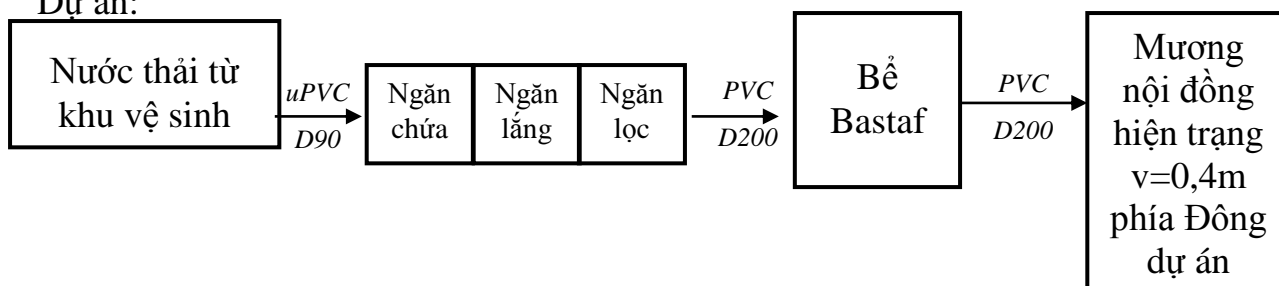 Dự án:
Nước thải từ
khu vệ sinh
uPVC
D90
Ngăn
chứa
Ngăn
lắng
Ngăn
lọc
PVC
D200
Bể
Bastaf
PVC
D200
Mương
nội đồng
hiện trạng
v=0,4m
phía Đông
dự án